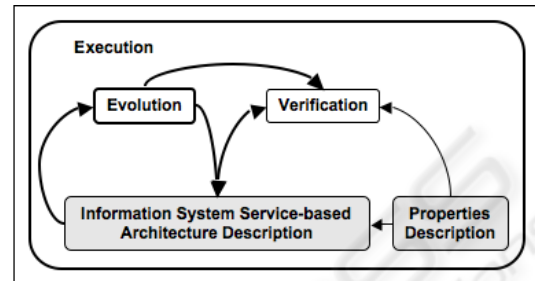 Execution
Evolution
Verification
Information System Service-based
Architecture Description
Properties
Description